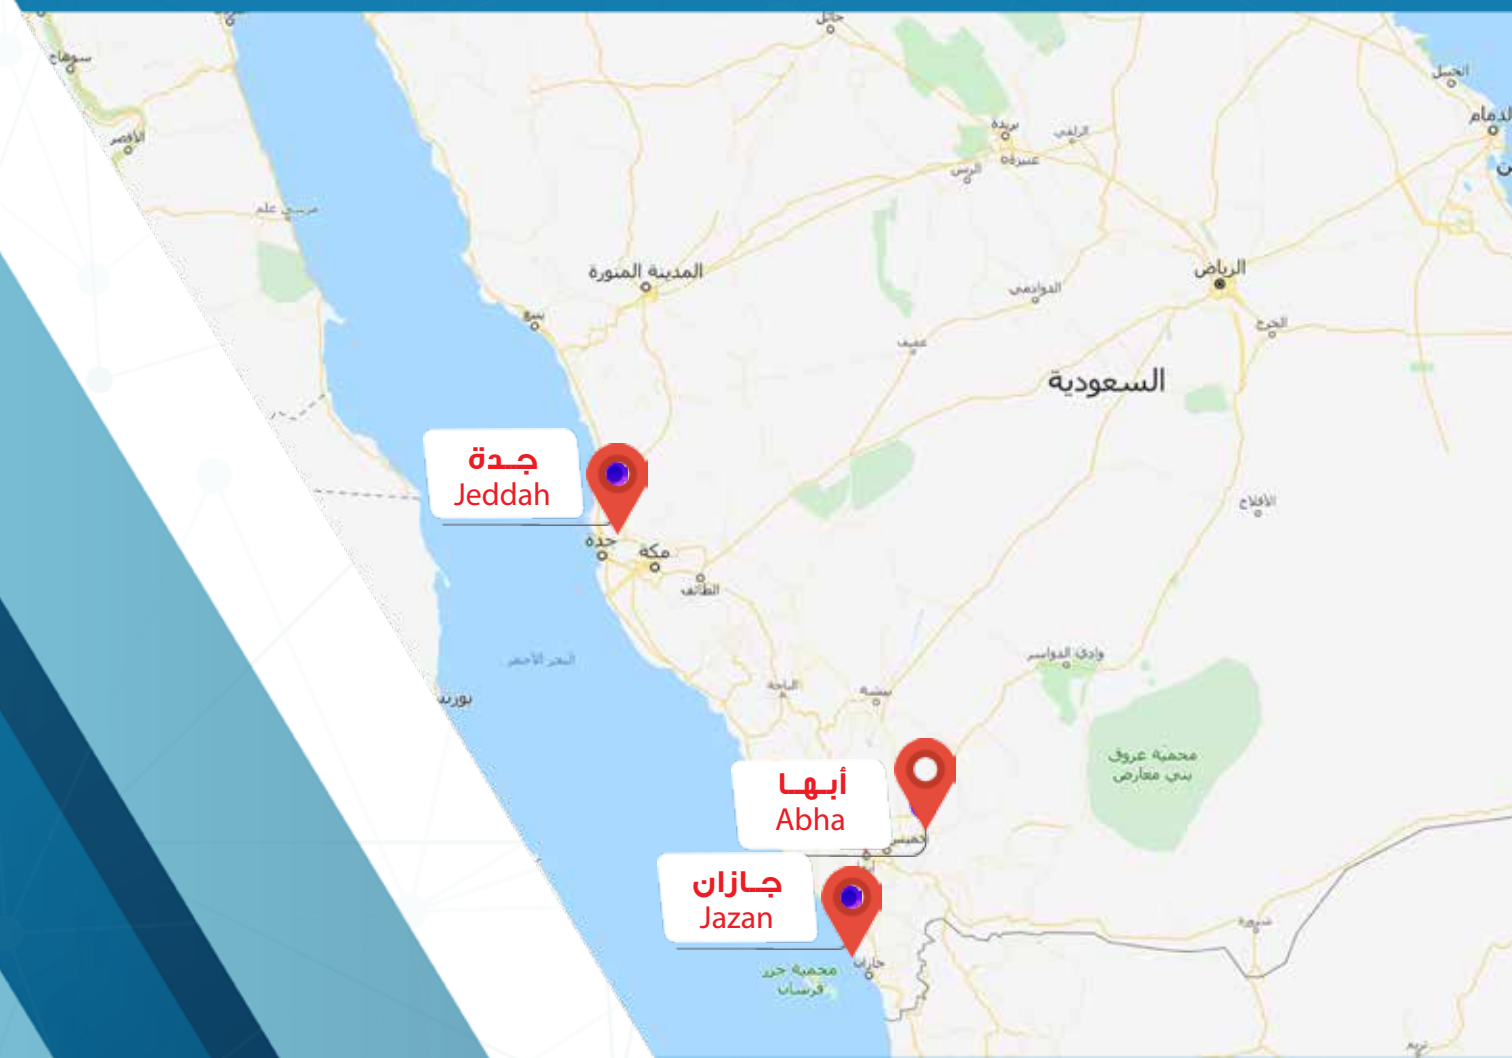 حائل
سوهاج
الجبيل
الدمام
الأقصر
بريدة
الزلفي
عنيزة
الرس
مرسى علم
المدينة المنورة
الرياض
الدوادمي
ينبع
الخرج
عفيف
السعودية
جـدة
Jeddah
جدة
مكة
الطائف
الأفلاج
البحر الأحمر
وادي الدواسر
الباحة
بيشة
محمية عروق
بني معارض
أبـهـا
Abha
جـازان
Jazan
شرورة
جازان
محمية جزر
فرسان
تريم